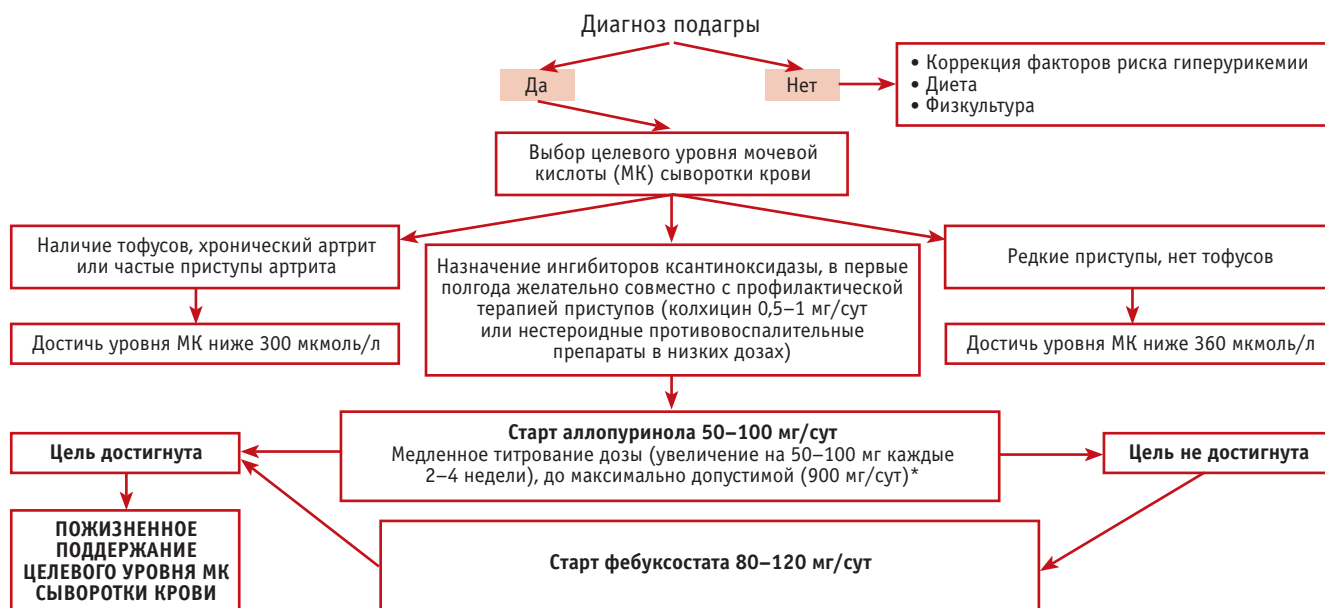 Диагноз подагры
Да
Нет
• Коррекция факторов риска гиперурикемии
• Диета
• Физкультура
Выбор целевого уровня мочевой
кислоты (МК) сыворотки крови
Наличие тофусов, хронический артрит
или частые приступы артрита
Назначение ингибиторов ксантиноксидазы, в первые
полгода желательно совместно с профилактической
терапией приступов (колхицин 0,5–1 мг/сут
или нестероидные противовоспалительные
препараты в низких дозах)
Редкие приступы, нет тофусов
Достичь уровня МК ниже 300 мкмоль/л
Достичь уровня МК ниже 360 мкмоль/л
Цель достигнута
Старт аллопуринола 50–100 мг/сут
Медленное титрование дозы (увеличение на 50–100 мг каждые
2–4 недели), до максимально допустимой (900 мг/сут)*
Цель не достигнута
ПОЖИЗНЕННОЕ
ПОДДЕРЖАНИЕ
ЦЕЛЕВОГО УРОВНЯ МК
СЫВОРОТКИ КРОВИ
Старт фебуксостата 80–120 мг/сут